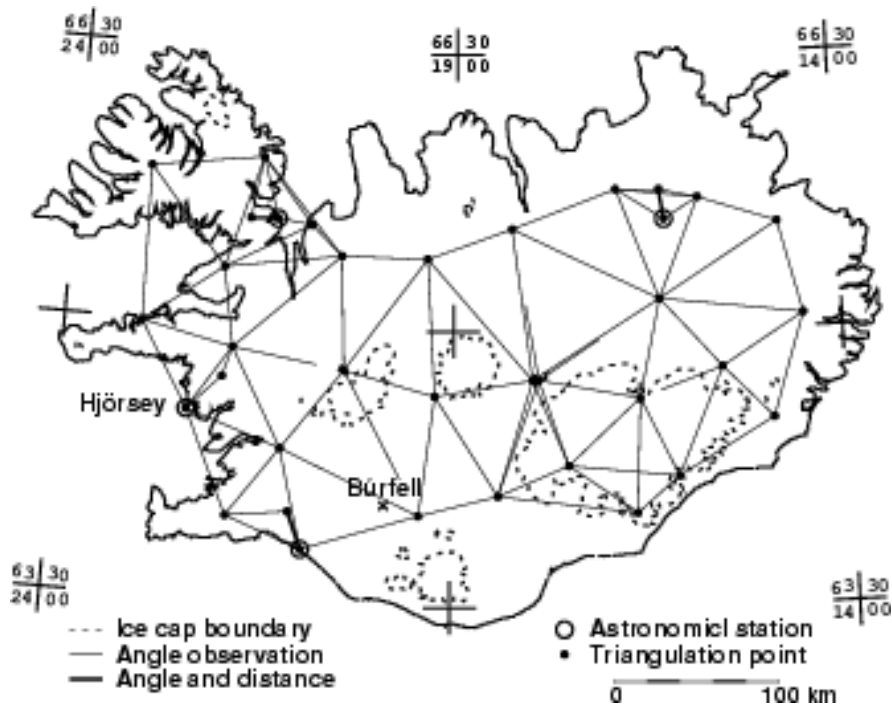 66 30
24 00
66 30
19 00
66 30
14 00
Hjörsey
Búrfell
63 30
24 00
63 30
14 00
Ice cap boundary
Angle observation
Angle and distance
Astronomicl station
Triangulation point
0 100 km